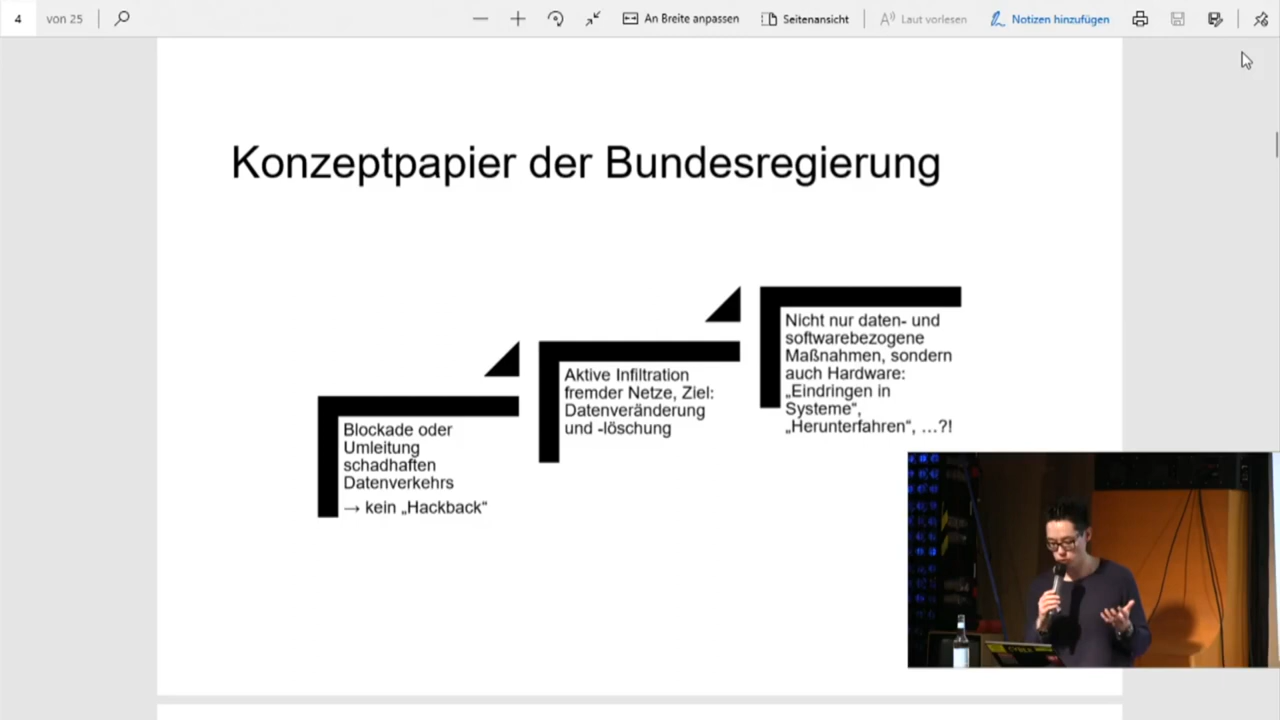 4 von 25
An Breite anpassen
Seitenansicht
Laut vorlesen
Notizen hinzufügen
Konzeptpapier der Bundesregierung
Blockade oder
Umleitung
schadhaften
Datenverkehrs
→ kein „Hackback“
Aktive Infiltration
fremder Netze, Ziel:
Datenveränderung
und -löschung
Nicht nur daten- und
softwarebezogene
Maßnahmen, sondern
auch Hardware:
„Eindringen in
Systeme“,
„Herunterfahren“, …?!